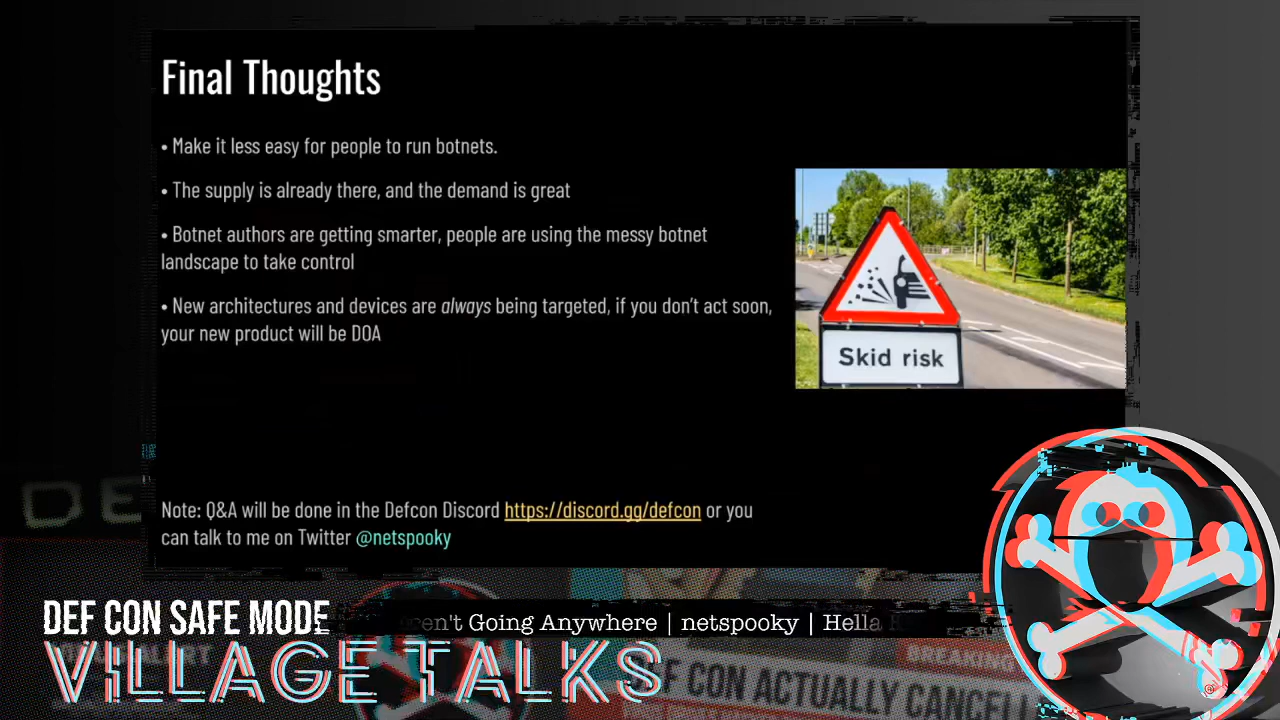 Final Thoughts
• Make it less easy for people to run botnets.
• The supply is already there, and the demand is great
• Botnet authors are getting smarter, people are using the messy botnet
landscape to take control
• New architectures and devices are always being targeted, if you don't act soon,
your new product will be DOA
Skid risk
Note: Q&A will be done in the Defcon Discord https://discord.gg/defcon or you
can talk to me on Twitter @netspooky
DEF CON SAFE MODE
Going Anywhere | netspooky | Hella
VILLAGE TALKS
BREAKING
CON ACTUALLY